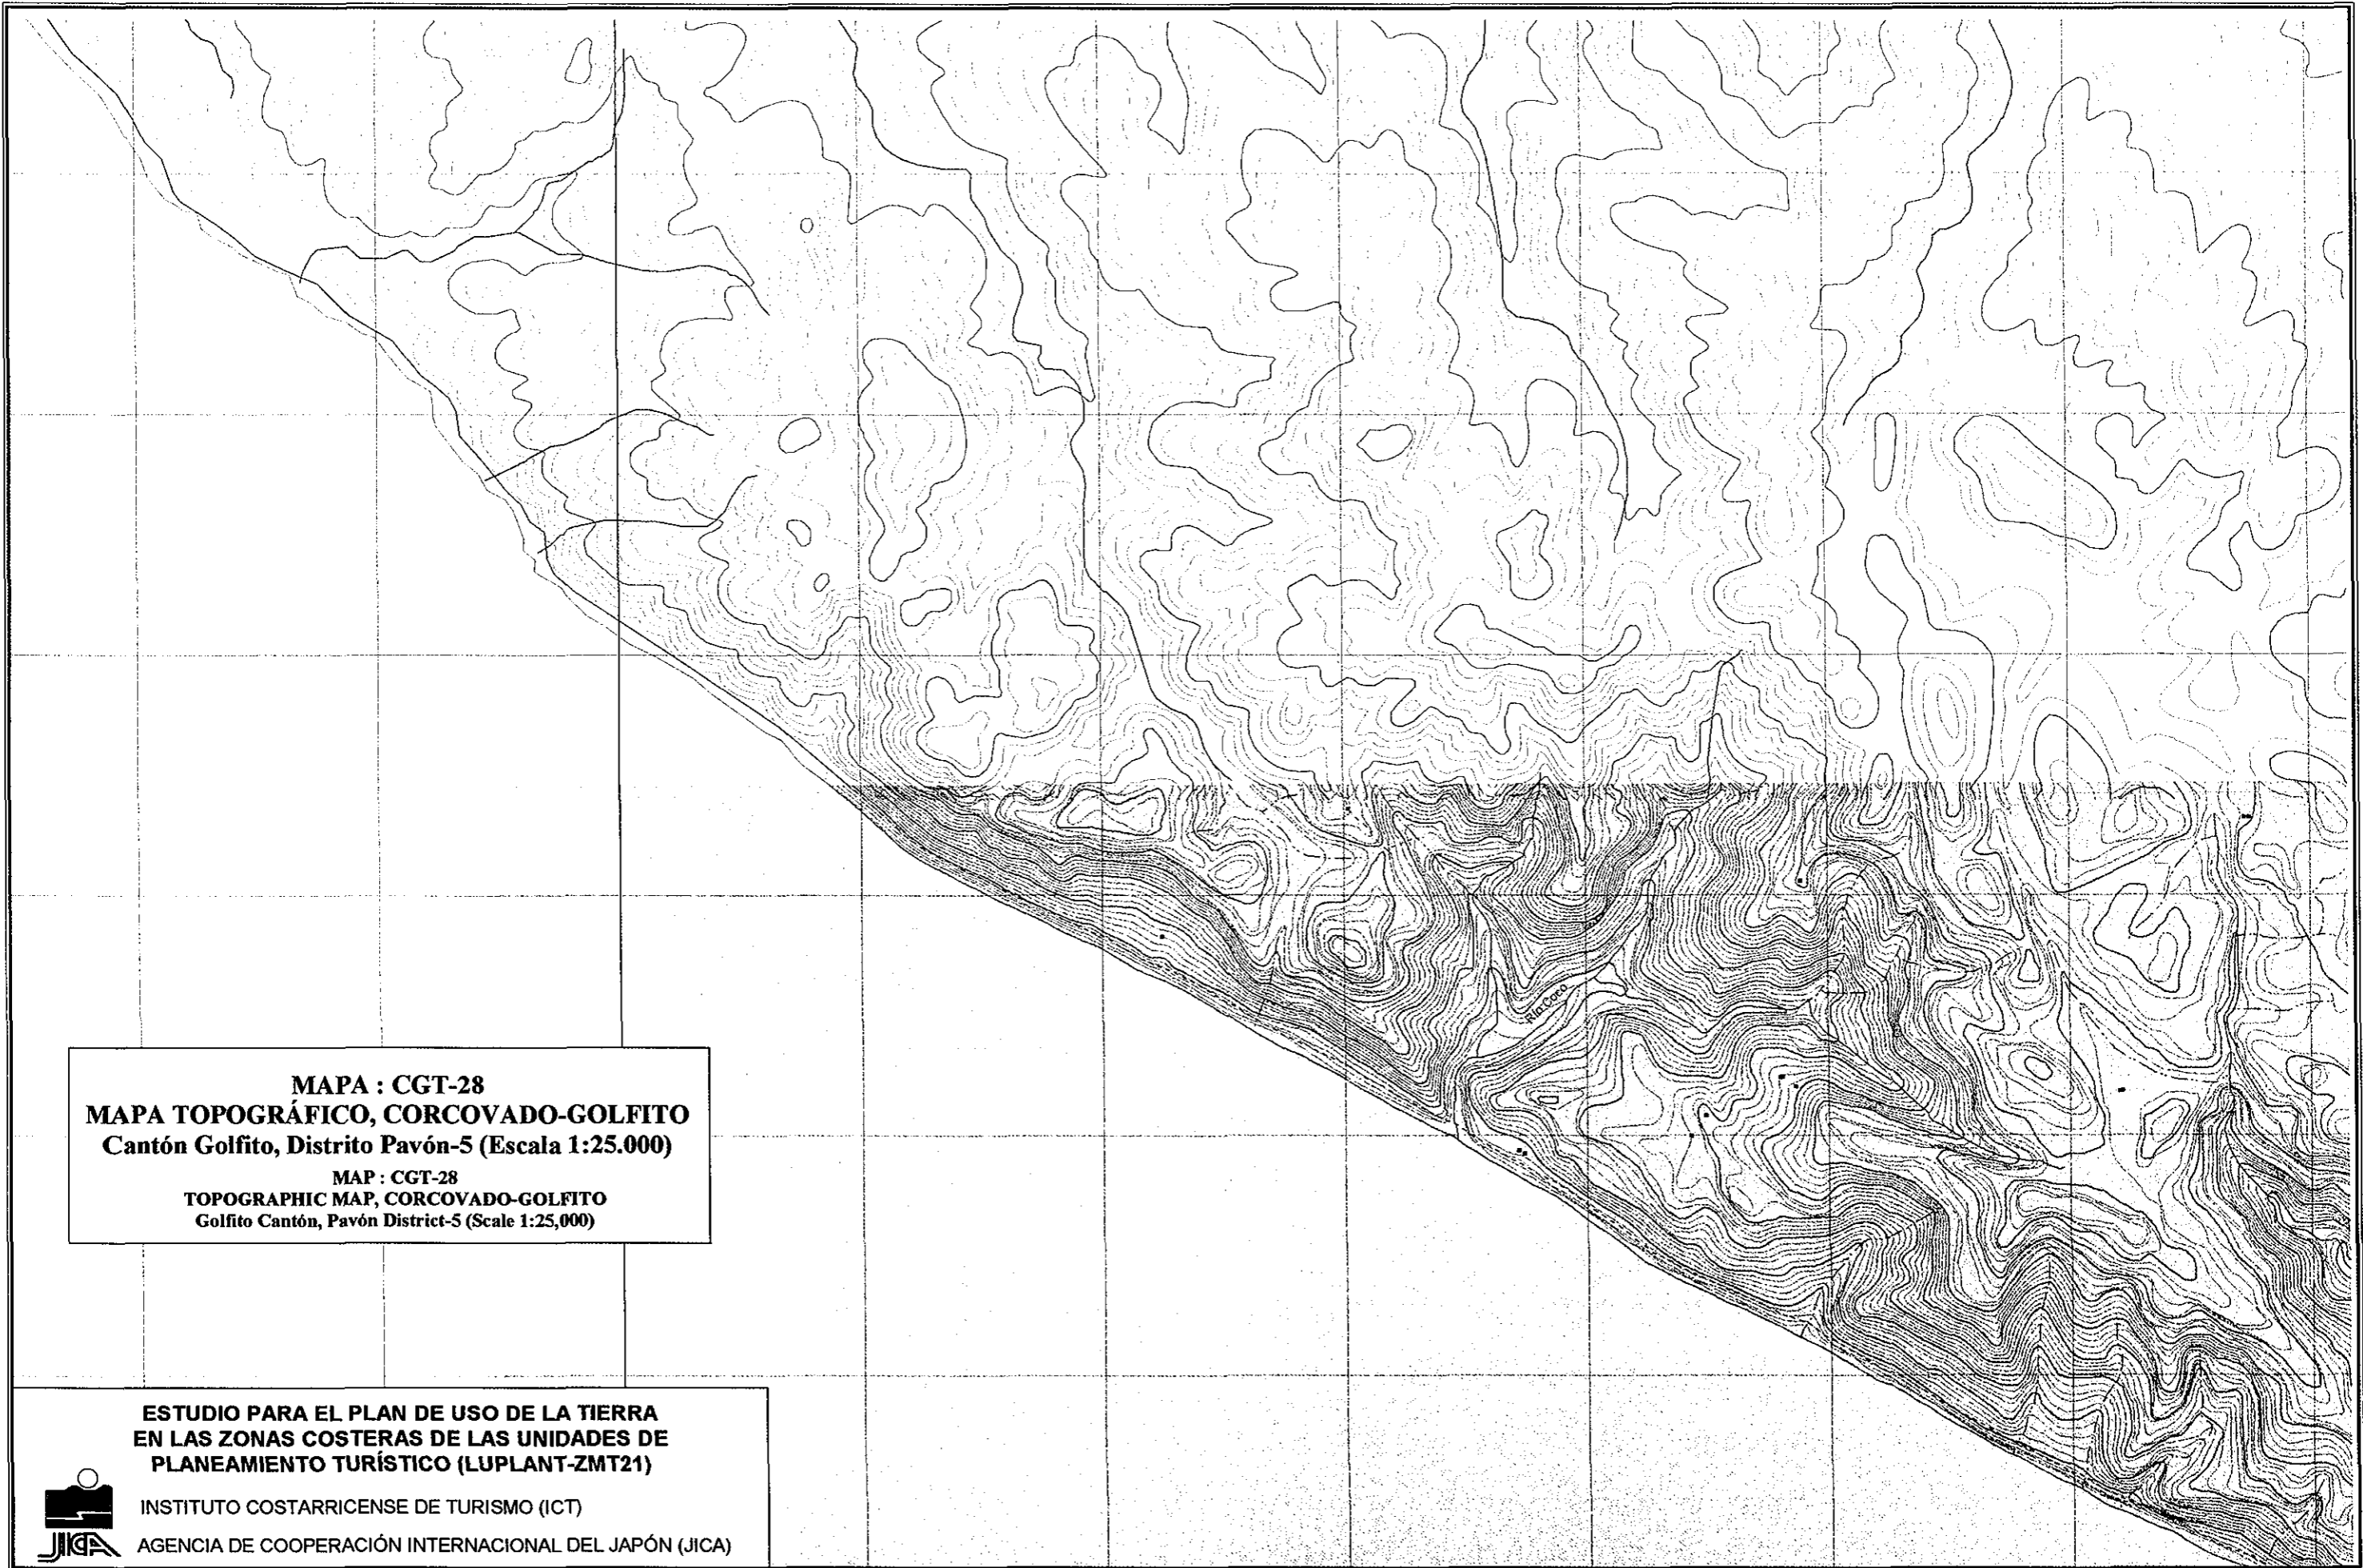 Río Coco
MAPA : CGT-28
MAPA TOPOGRÁFICO, CORCOVADO-GOLFITO
Cantón Golfito, Distrito Pavón-5 (Escala 1:25.000)
MAP : CGT-28
TOPOGRAPHIC MAP, CORCOVADO-GOLFITO
Golfito Cantón, Pavón District-5 (Scale 1:25,000)
ESTUDIO PARA EL PLAN DE USO DE LA TIERRA
EN LAS ZONAS COSTERAS DE LAS UNIDADES DE
PLANEAMIENTO TURÍSTICO (LUPLANT-ZMT21)
INSTITUTO COSTARRICENSE DE TURISMO (ICT)
JICA
AGENCIA DE COOPERACIÓN INTERNACIONAL DEL JAPÓN (JICA)